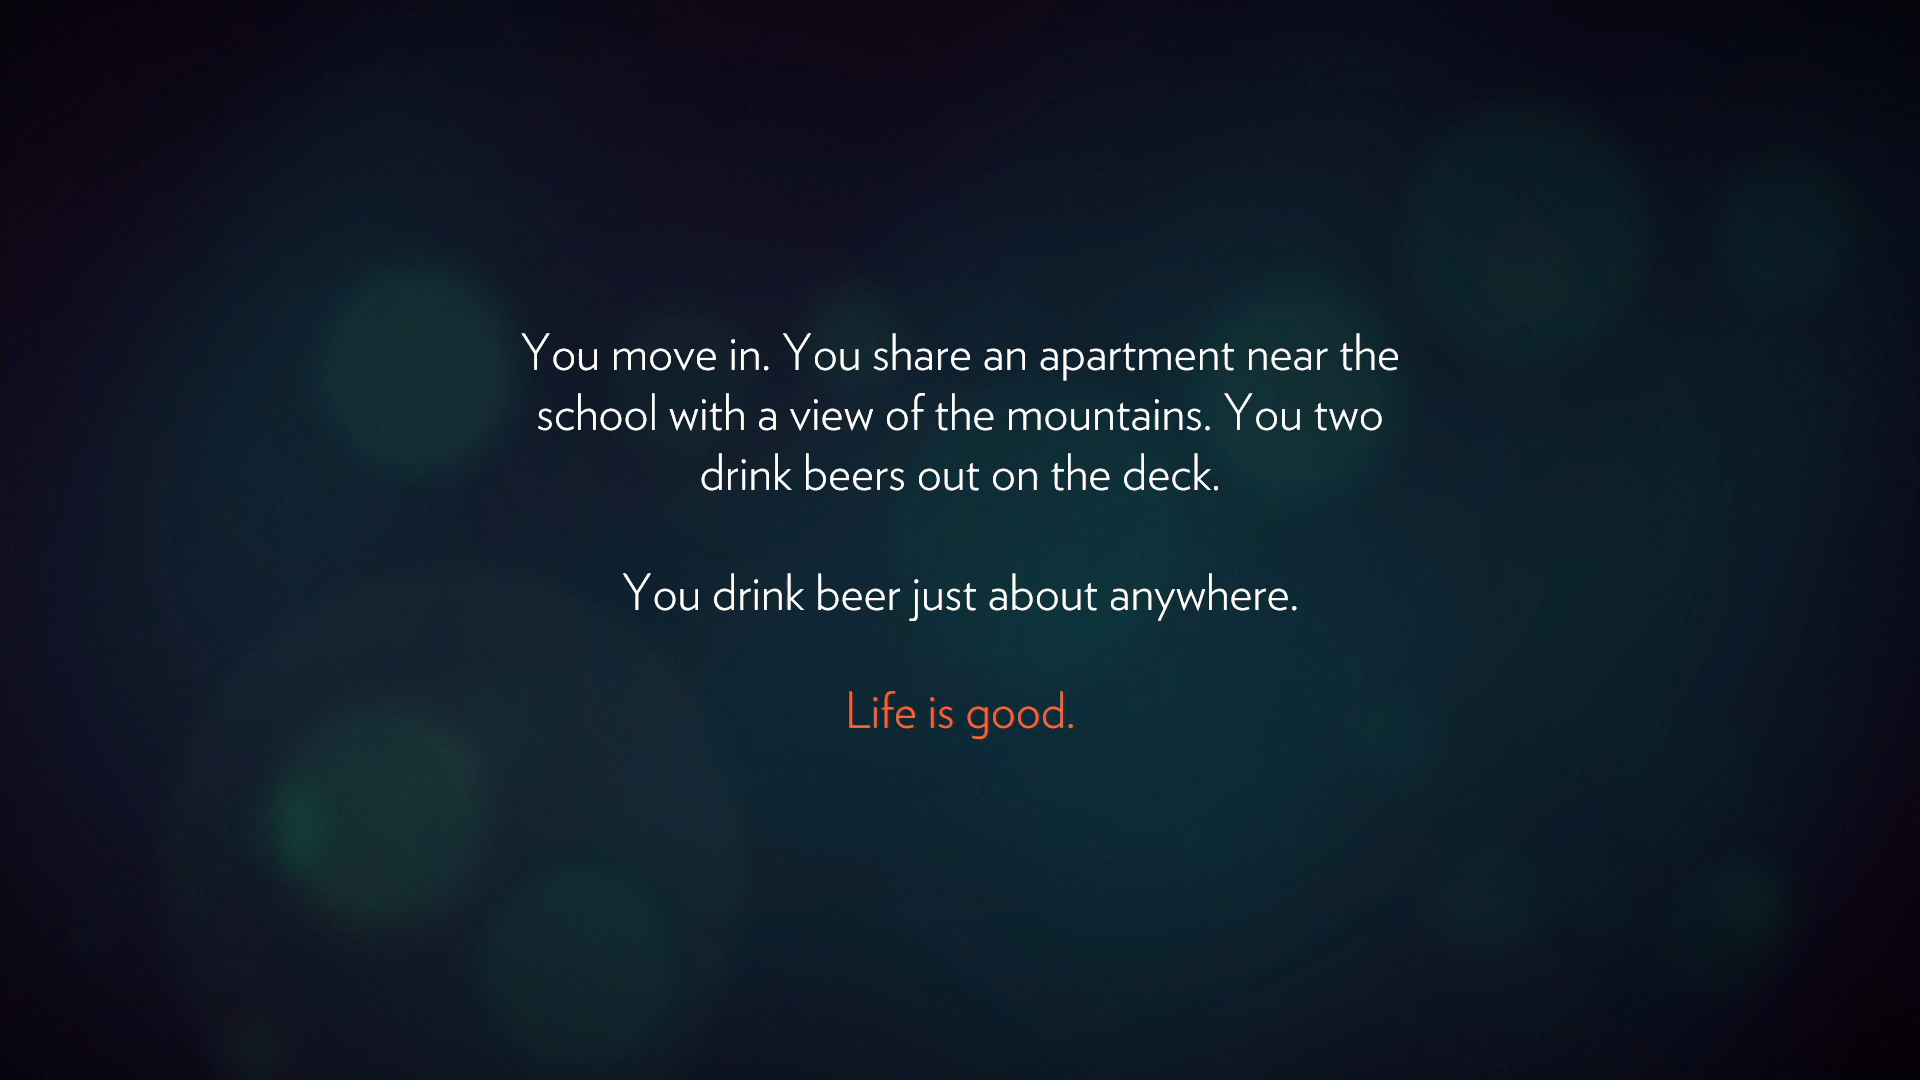 You move in. You share an apartment near the
school with a view of the mountains. You two
drink beers out on the deck.
You drink beer just about anywhere.
Life is good.